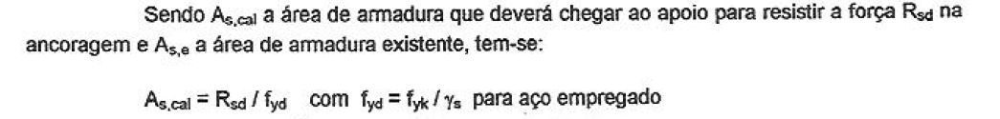 Sendo As,cal a área de armadura que deverá chegar ao apoio para resistir a força Rsd na
ancoragem e As,e a área de armadura existente, tem-se:
As,cal = Rsd / fyd com fyd = fyk / γs para aço empregado